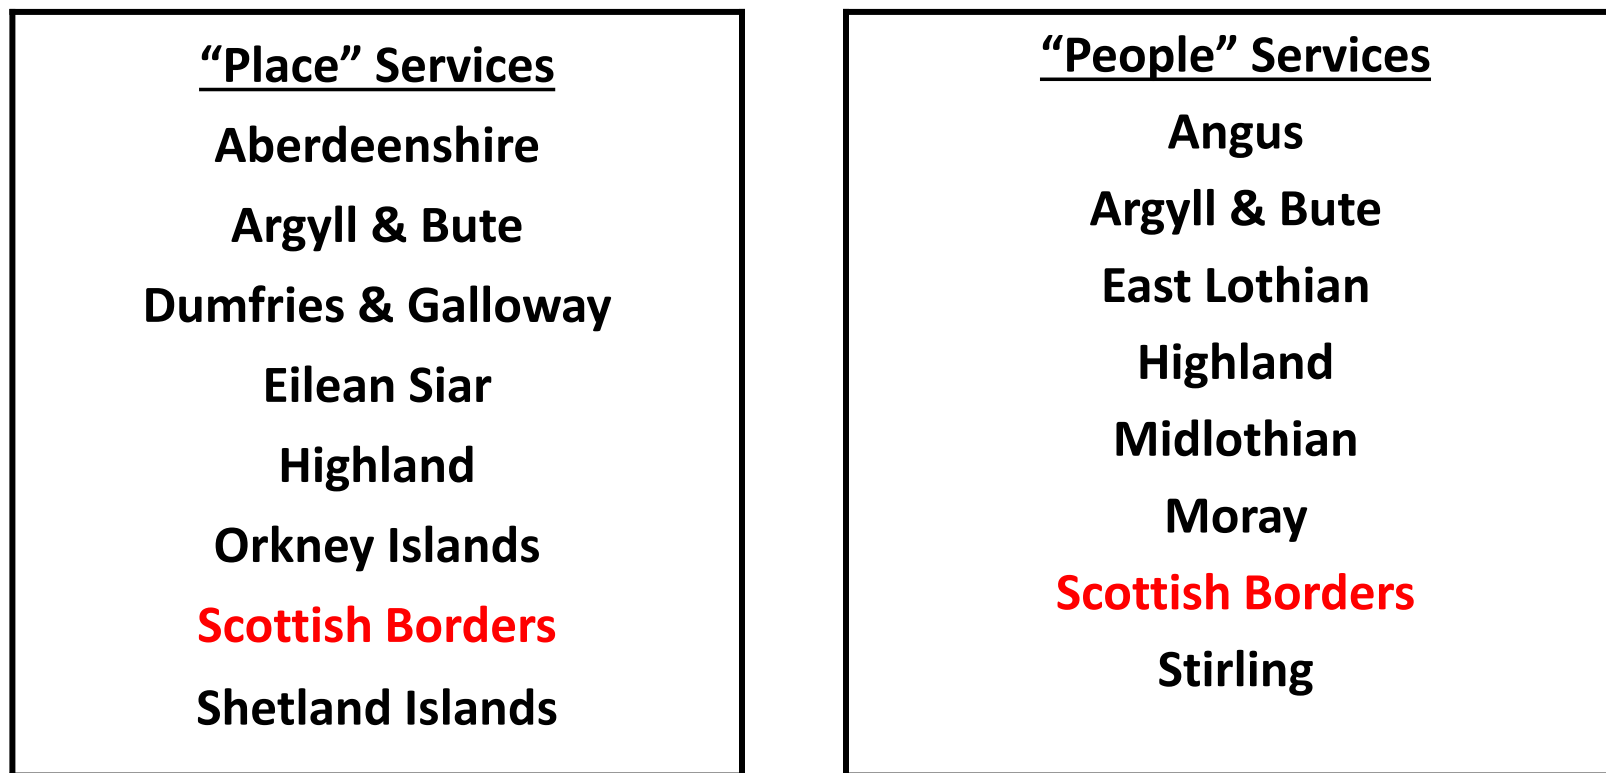 “Place” Services
Aberdeenshire
Argyll & Bute
Dumfries & Galloway
Eilean Siar
Highland
Orkney Islands
Scottish Borders
Shetland Islands
“People” Services
Angus
Argyll & Bute
East Lothian
Highland
Midlothian
Moray
Scottish Borders
Stirling